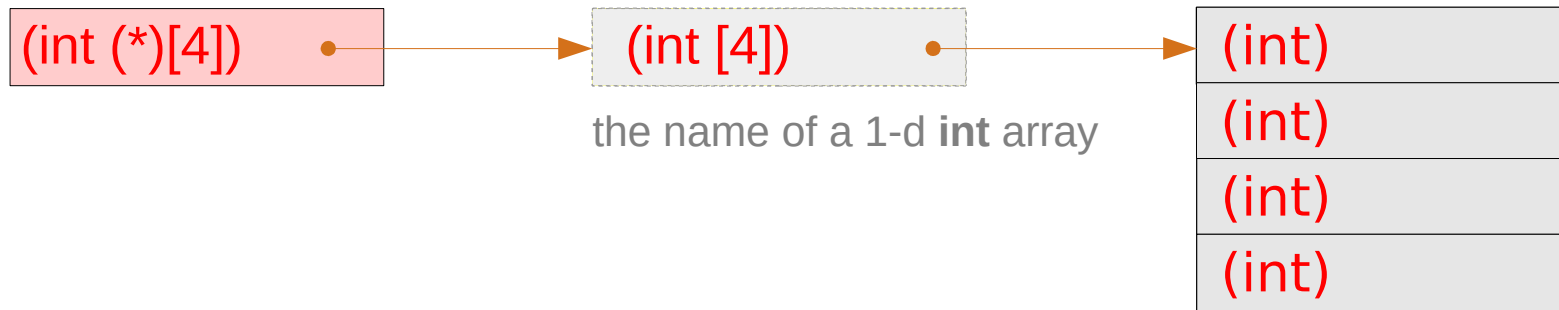 (int (*)[4]) (int [4]) (int)
the name of a 1-d int array (int)
(int)
(int)